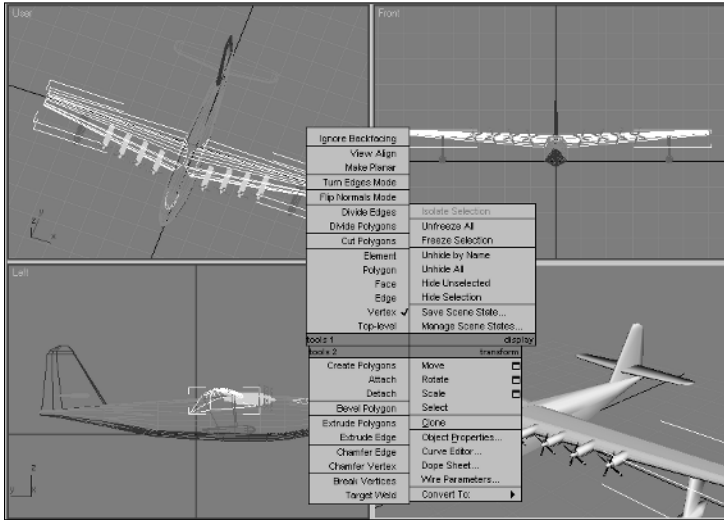 User
Front
Ignore Backfacing
View Align
Make Planar
Turn Edges Mode
Flip Normals Mode
Divide Edges
Divide Polygons
Cut Polygons
Element
Polygon
Face
Edge
Vertex ✓
Top-level
Isolate Selection
Unfreeze All
Freeze Selection
Unhide by Name
Unhide All
Hide Unselected
Hide Selection
Save Scene State...
Manage Scene States...
tools 1
display
tools 2
transform
Create Polygons
Attach
Detach
Bevel Polygon
Extrude Polygons
Extrude Edge
Chamfer Edge
Chamfer Vertex
Break Vertices
Target Weld
Move
Rotate
Scale
Select
Clone
Object Properties...
Curve Editor...
Dope Sheet...
Wire Parameters...
Convert To:
Left
z
y
x
z
y
x